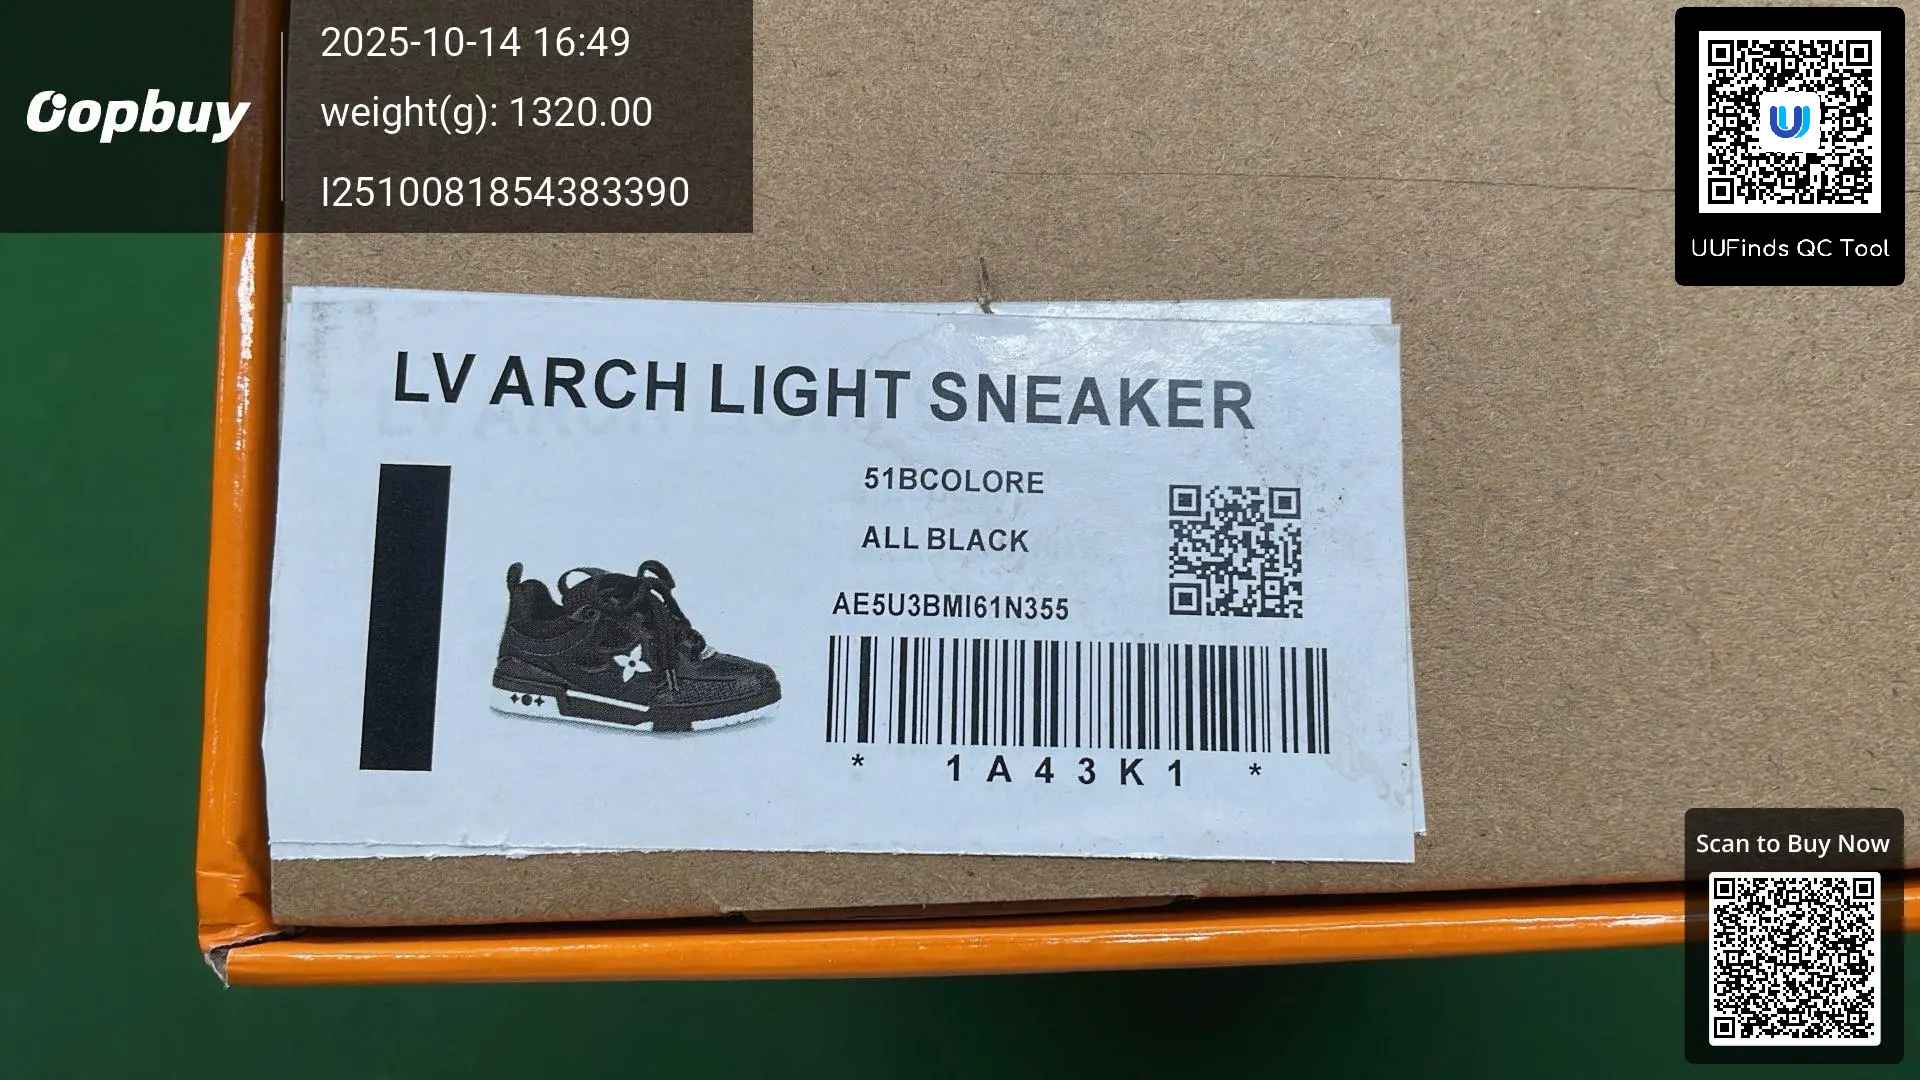 Oopbuy
2025-10-14 16:49
weight(g): 1320.00
I2510081854383390
UUFinds QC Tool
LV ARCH LIGHT SNEAKER
51BCOLORE
ALL BLACK
AE5U3BMI61N355
* 1A43K1 *
Scan to Buy Now